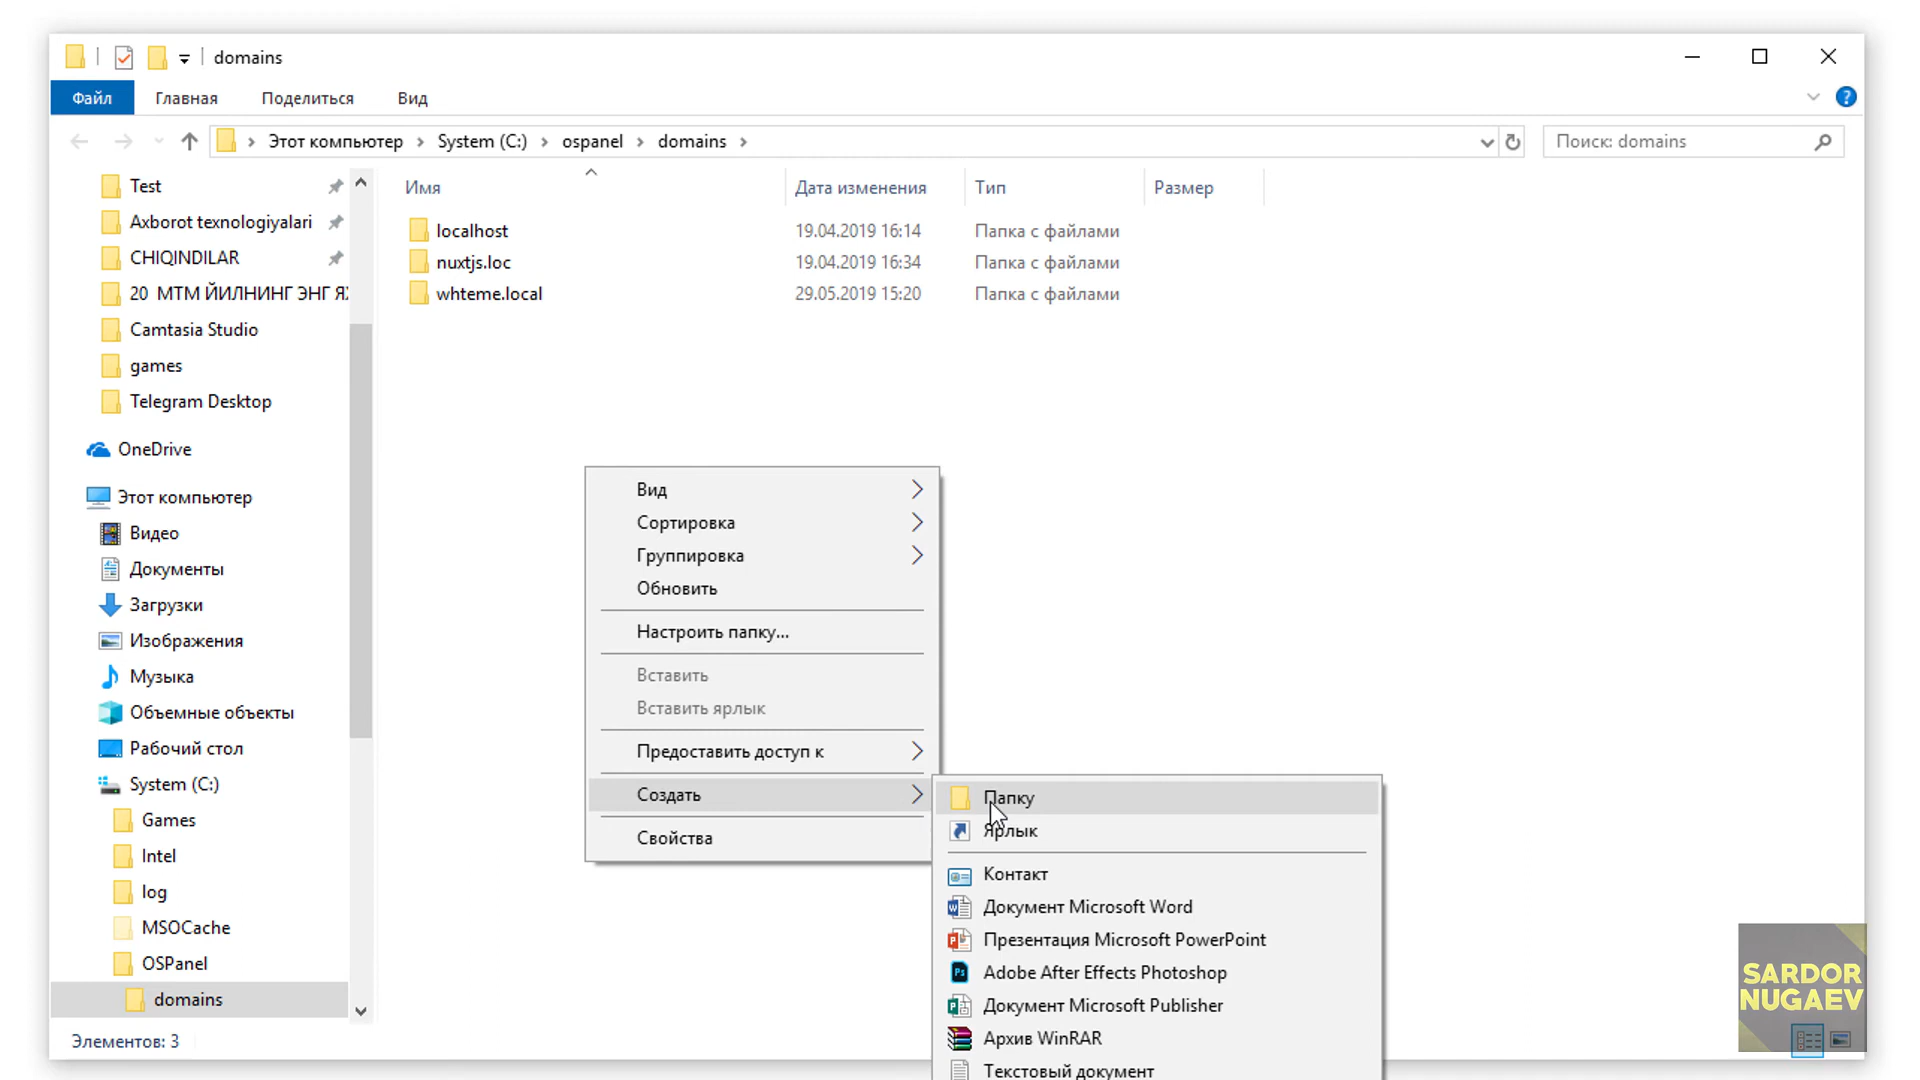 domains
Файл Главная Поделиться Вид
Этот компьютер System (C:) ospanel domains
Поиск: domains
Test
Axborot texnologiyalari
CHIQINDILAR
20 МТМ ЙИЛНИНГ ЭНГ ЯХ
Camtasia Studio
games
Telegram Desktop
OneDrive
Этот компьютер
Видео
Документы
Загрузки
Изображения
Музыка
Объемные объекты
Рабочий стол
System (C:)
Games
Intel
log
MSOCache
OSPanel
domains
Имя Дата изменения Тип Размер
localhost 19.04.2019 16:14 Папка с файлами
nuxtjs.loc 19.04.2019 16:34 Папка с файлами
whteme.local 29.05.2019 15:20 Папка с файлами
Вид
Сортировка
Группировка
Обновить
Настроить папку...
Вставить
Вставить ярлык
Предоставить доступ к
Создать
Свойства
Папку
Ярлык
Контакт
Документ Microsoft Word
Презентация Microsoft PowerPoint
Adobe After Effects Photoshop
Документ Microsoft Publisher
Архив WinRAR
Текстовый документ
Элементов: 3
SARDOR
NUGAEV